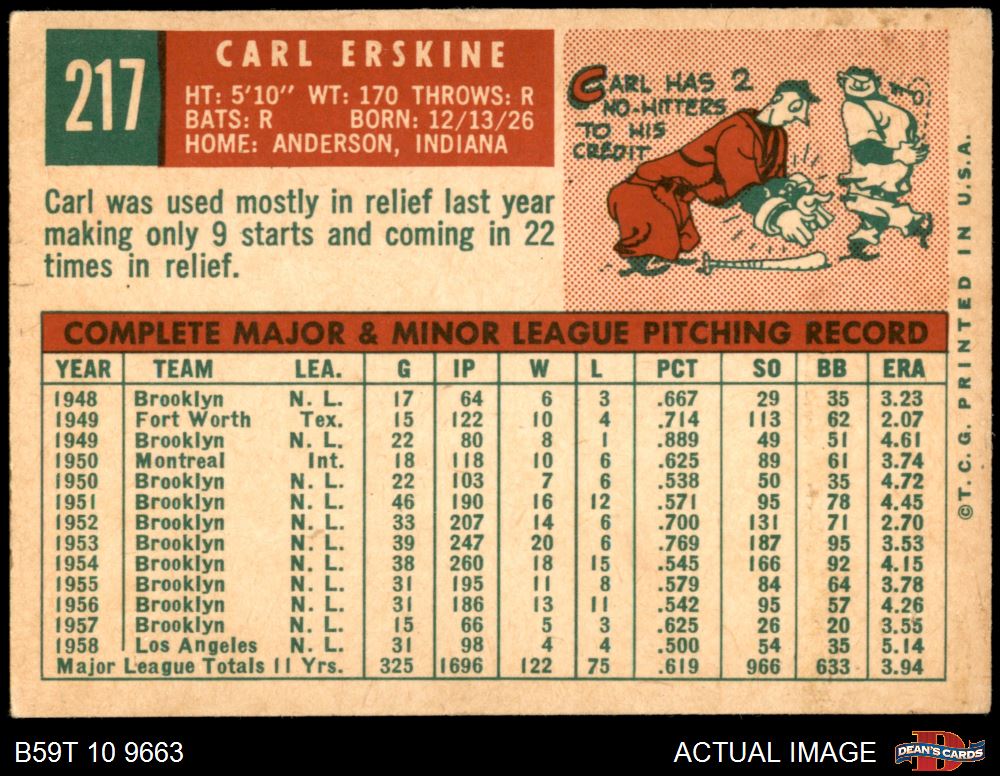 217
CARL ERSKINE
HT: 5'10" WT: 170 THROWS: R
BATS: R BORN: 12/13/26
HOME: ANDERSON, INDIANA
CARL HAS 2
NO-HITTERS
TO HIS
CREDIT
Carl was used mostly in relief last year
making only 9 starts and coming in 22
times in relief.
COMPLETE MAJOR & MINOR LEAGUE PITCHING RECORD
YEAR TEAM LEA. G IP W L PCT SO BB ERA
1948 Brooklyn N. L. 17 64 6 3 .667 29 35 3.23
1949 Fort Worth Tex. 15 122 10 4 .714 113 62 2.07
1949 Brooklyn N. L. 22 80 8 1 .889 49 51 4.61
1950 Montreal Int. 18 118 10 6 .625 89 61 3.74
1950 Brooklyn N. L. 22 103 7 6 .538 50 35 4.72
1951 Brooklyn N. L. 46 190 16 12 .571 95 78 4.45
1952 Brooklyn N. L. 33 207 14 6 .700 131 71 2.70
1953 Brooklyn N. L. 39 247 20 6 .769 187 95 3.53
1954 Brooklyn N. L. 38 260 18 15 .545 166 92 4.15
1955 Brooklyn N. L. 31 195 11 8 .579 84 64 3.78
1956 Brooklyn N. L. 31 186 13 11 .542 95 57 4.26
1957 Brooklyn N. L. 15 66 5 3 .625 26 20 3.55
1958 Los Angeles N. L. 31 98 4 4 .500 54 35 5.14
Major League Totals 11 Yrs. 325 1696 122 75 .619 966 633 3.94
©T. C. G. PRINTED IN U.S.A.
B59T 10 9663
ACTUAL IMAGE
DEAN'S CARDS